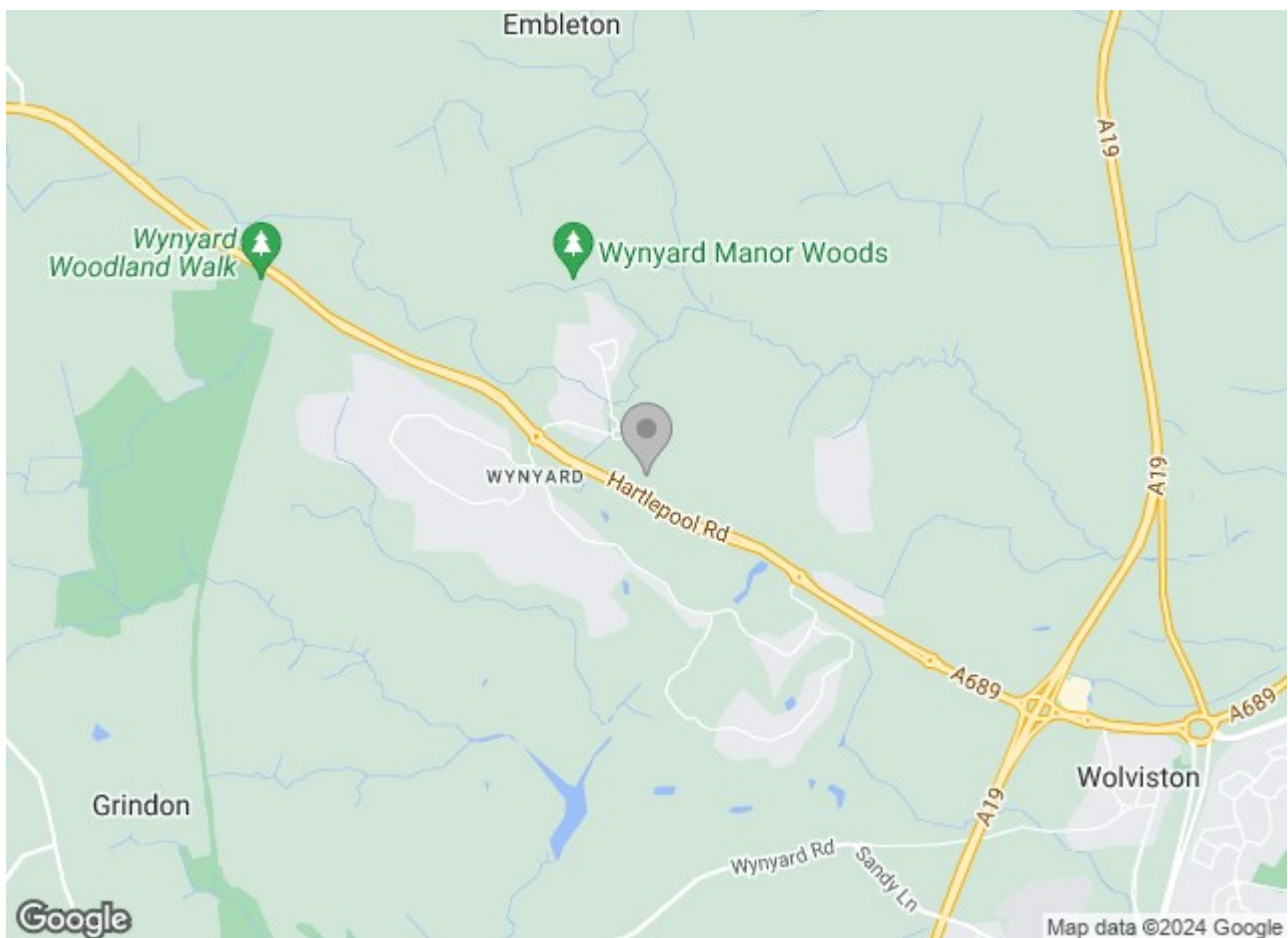 Embleton
A19
Wynyard
Woodland Walk
Wynyard Manor Woods
WYNYARD
Hartlepool Rd
A19
A689
A689
Wolviston
Grindon
A19
Wynyard Rd
Sandy Ln
Google
Map data ©2024 Google